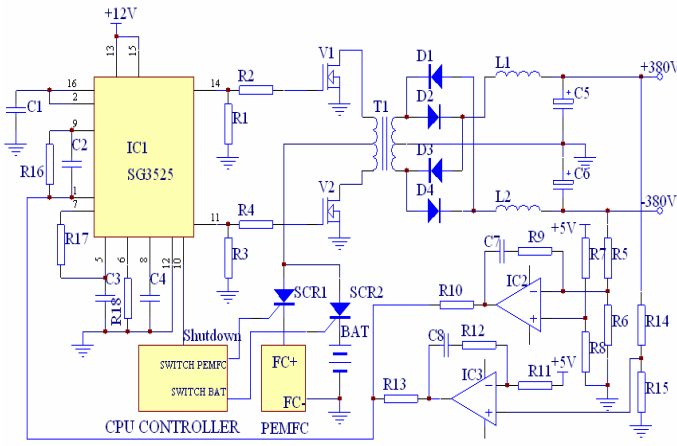 +12V
13
15
16
2
9
1
7
14
11
5
6
8
12
10
C1
C2
R16
IC1
SG3525
R2
R1
V1
T1
D1
D2
D3
D4
L1
+380V
C5
C6
L2
-380V
R4
R3
V2
R17
C3
R18
C4
+5V
C7
R9
R7
R5
IC2
R10
R6
R8
R14
SCR1
SCR2
BAT
Shutdown
SWITCH PEMFC
SWITCH BAT
FC+
FC-
C8
R12
+5V
R11
IC3
R13
R15
CPU CONTROLLER
PEMFC